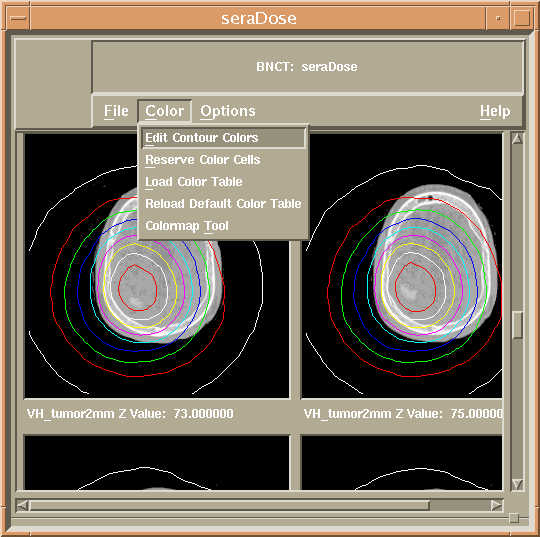 seraDose
BNCT: seraDose
File Color Options Help
Edit Contour Colors
Reserve Color Cells
Load Color Table
Reload Default Color Table
Colormap Tool
VH_tumor2mm Z Value: 73.000000 VH_tumor2mm Z Value: 75.00000